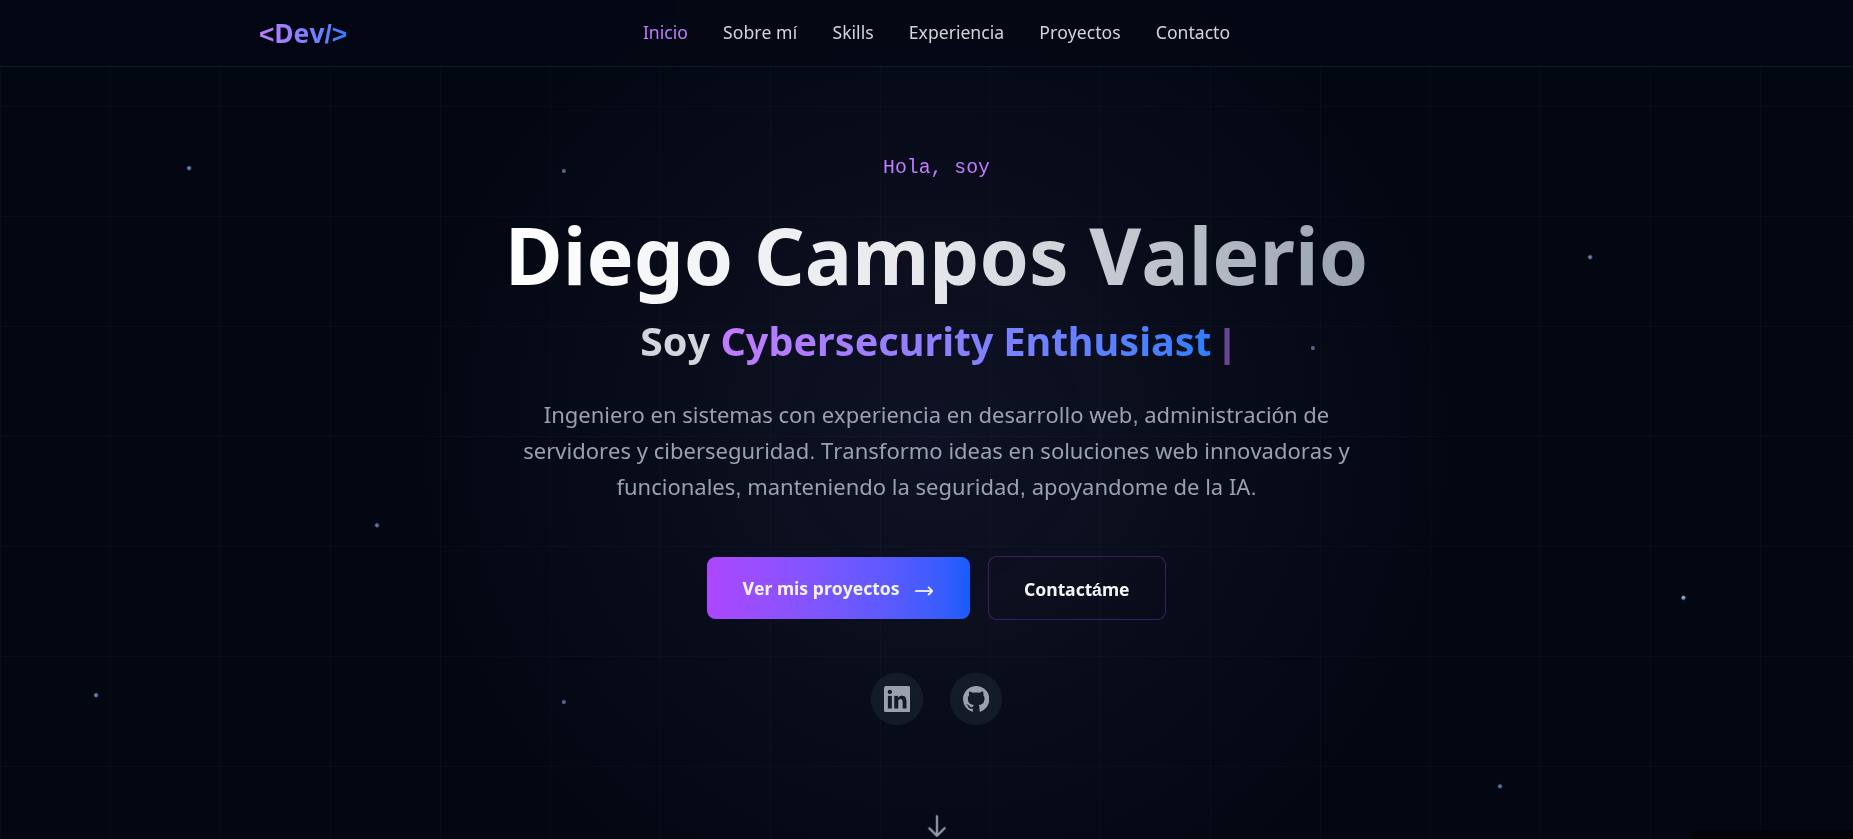 <Dev/>
Inicio Sobre mí Skills Experiencia Proyectos Contacto
Hola, soy
Diego Campos Valerio
Soy Cybersecurity Enthusiast|
Ingeniero en sistemas con experiencia en desarrollo web, administración de
servidores y ciberseguridad. Transformo ideas en soluciones web innovadoras y
funcionales, manteniendo la seguridad, apoyandome de la IA.
Ver mis proyectos →
Contactáme
in
↓